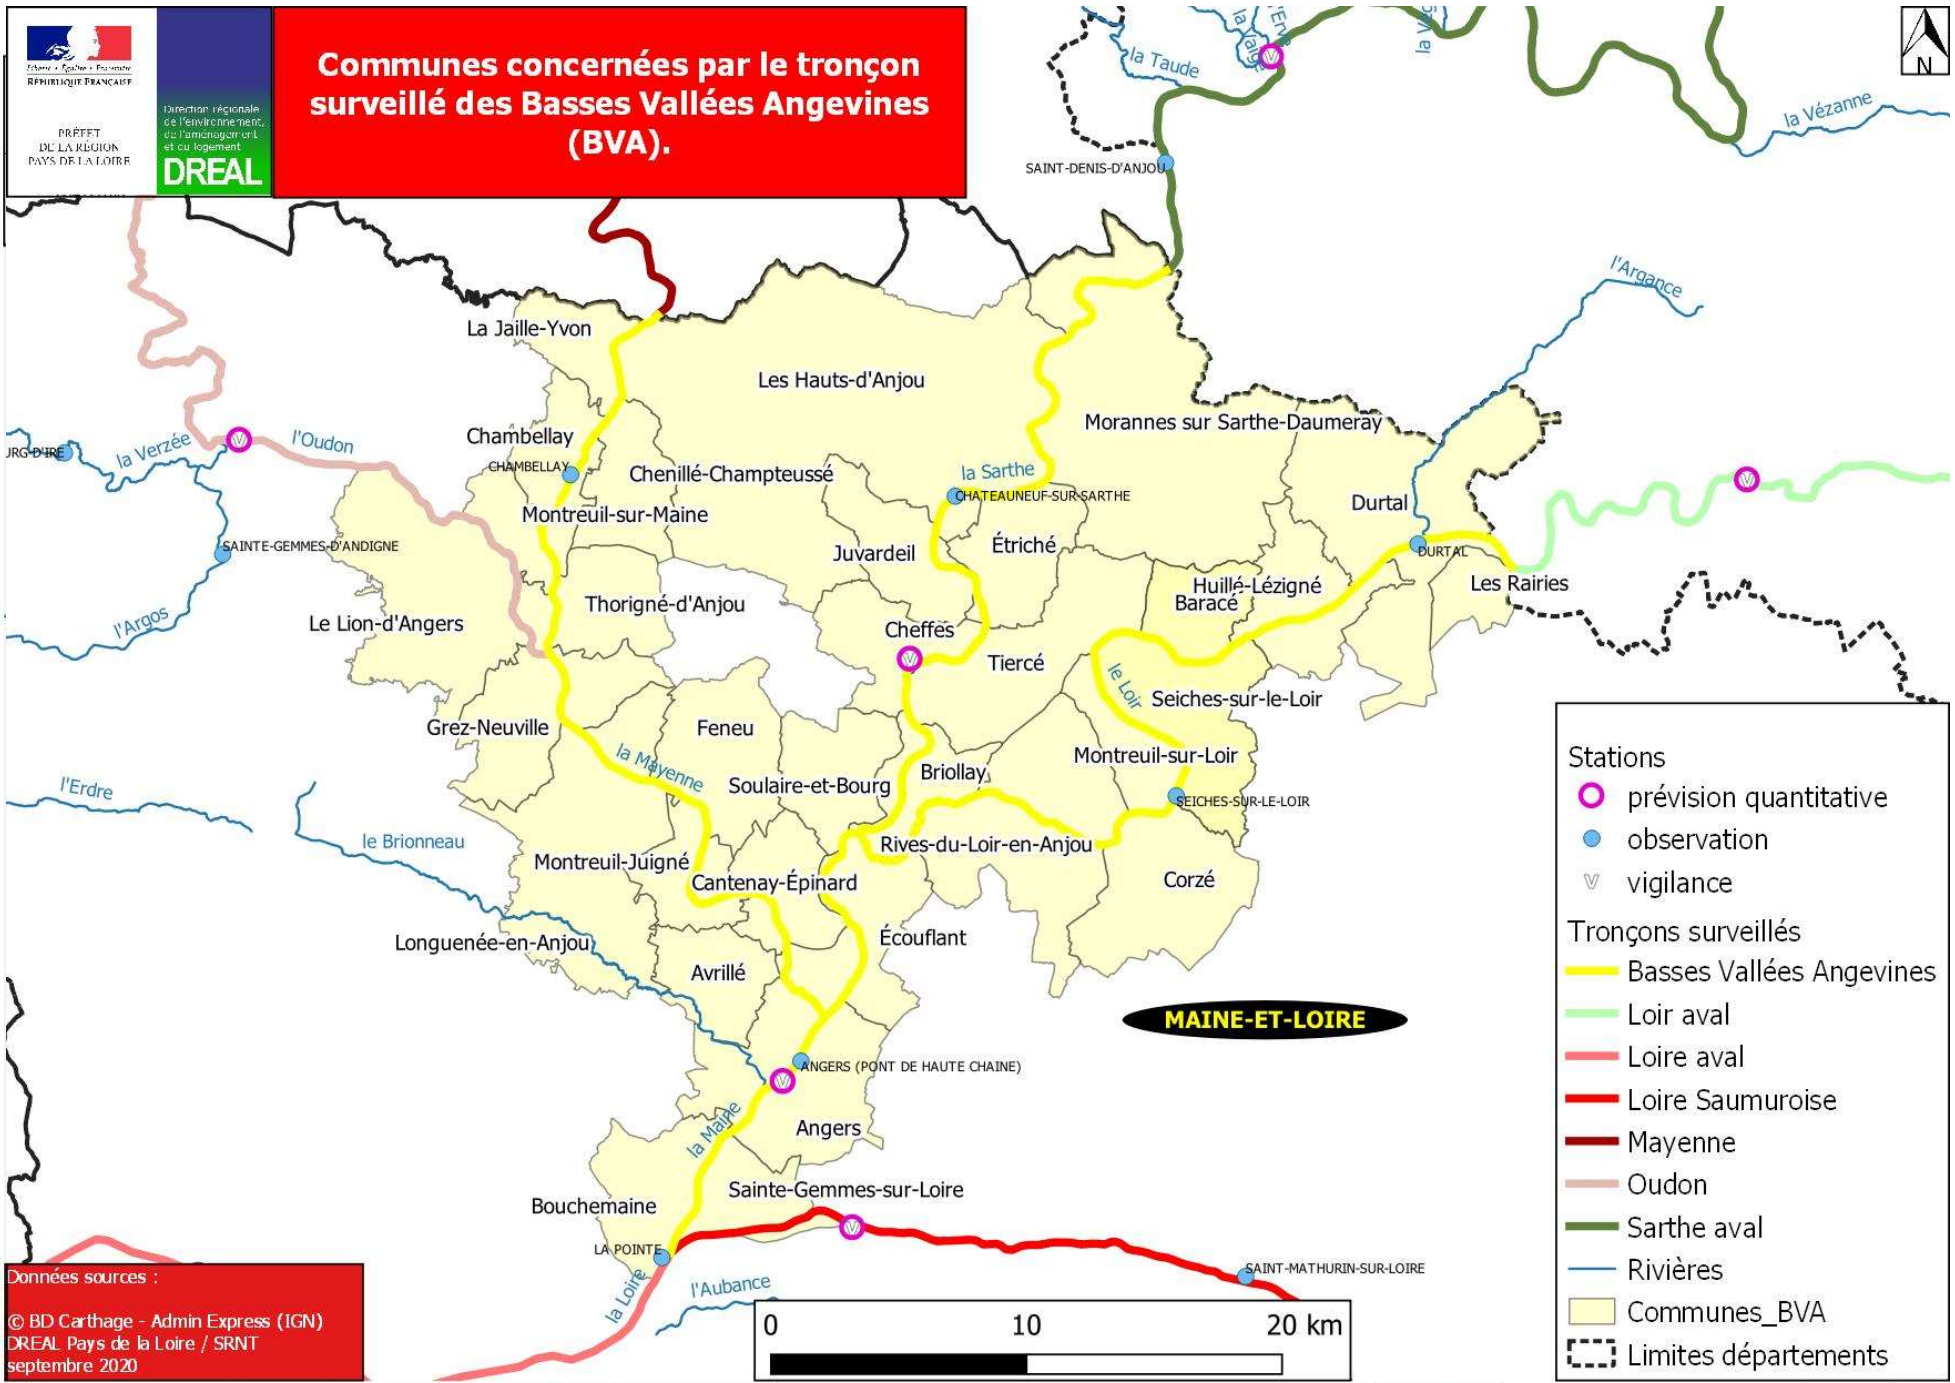 Liberté • Égalité • Fraternité
RÉPUBLIQUE FRANÇAISE
PRÉFET
DE LA RÉGION
PAYS DE LA LOIRE
Direction régionale
de l'environnement,
de l'aménagement
et du logement
DREAL
Communes concernées par le tronçon
surveillé des Basses Vallées Angevines
(BVA).
N
la Vaige
l'Erve
la Taude
la Vézanne
SAINT-DENIS-D'ANJOU
l'Argance
La Jaille-Yvon
Les Hauts-d'Anjou
Morannes sur Sarthe-Daumeray
Chambellay
CHAMBELLAY
la Verzée
l'Oudon
URG D'IRE
Chenillé-Champteussé
la Sarthe
CHATEAUNEUF-SUR-SARTHE
Durtal
Montreuil-sur-Maine
SAINTE-GEMMES-D'ANDIGNE
Juvardeil
Étriché
DURTAL
Huillé-Lézigné
Les Rairies
Baracé
Thorigné-d'Anjou
l'Argos
Le Lion-d'Angers
Cheffes
Tiercé
le Loir
Seiches-sur-le-Loir
Grez-Neuville
Feneu
la Mayenne
Soulaire-et-Bourg
Briollay
Montreuil-sur-Loir
SEICHES-SUR-LE-LOIR
l'Erdre
le Brionneau
Rives-du-Loir-en-Anjou
Montreuil-Juigné
Cantenay-Épinard
Corzé
Longuenée-en-Anjou
Écouflant
Avrillé
MAINE-ET-LOIRE
ANGERS (PONT DE HAUTE CHAINE)
la Maine
Angers
Sainte-Gemmes-sur-Loire
Bouchemaine
LA POINTE
la Loire
l'Aubance
SAINT-MATHURIN-SUR-LOIRE
Stations
V prévision quantitative
observation
V vigilance
Tronçons surveillés
Basses Vallées Angevines
Loir aval
Loire aval
Loire Saumuroise
Mayenne
Oudon
Sarthe aval
Rivières
Communes_BVA
Limites départements
0 10 20 km
Données sources :
© BD Carthage - Admin Express (IGN)
DREAL Pays de la Loire / SRNT
septembre 2020